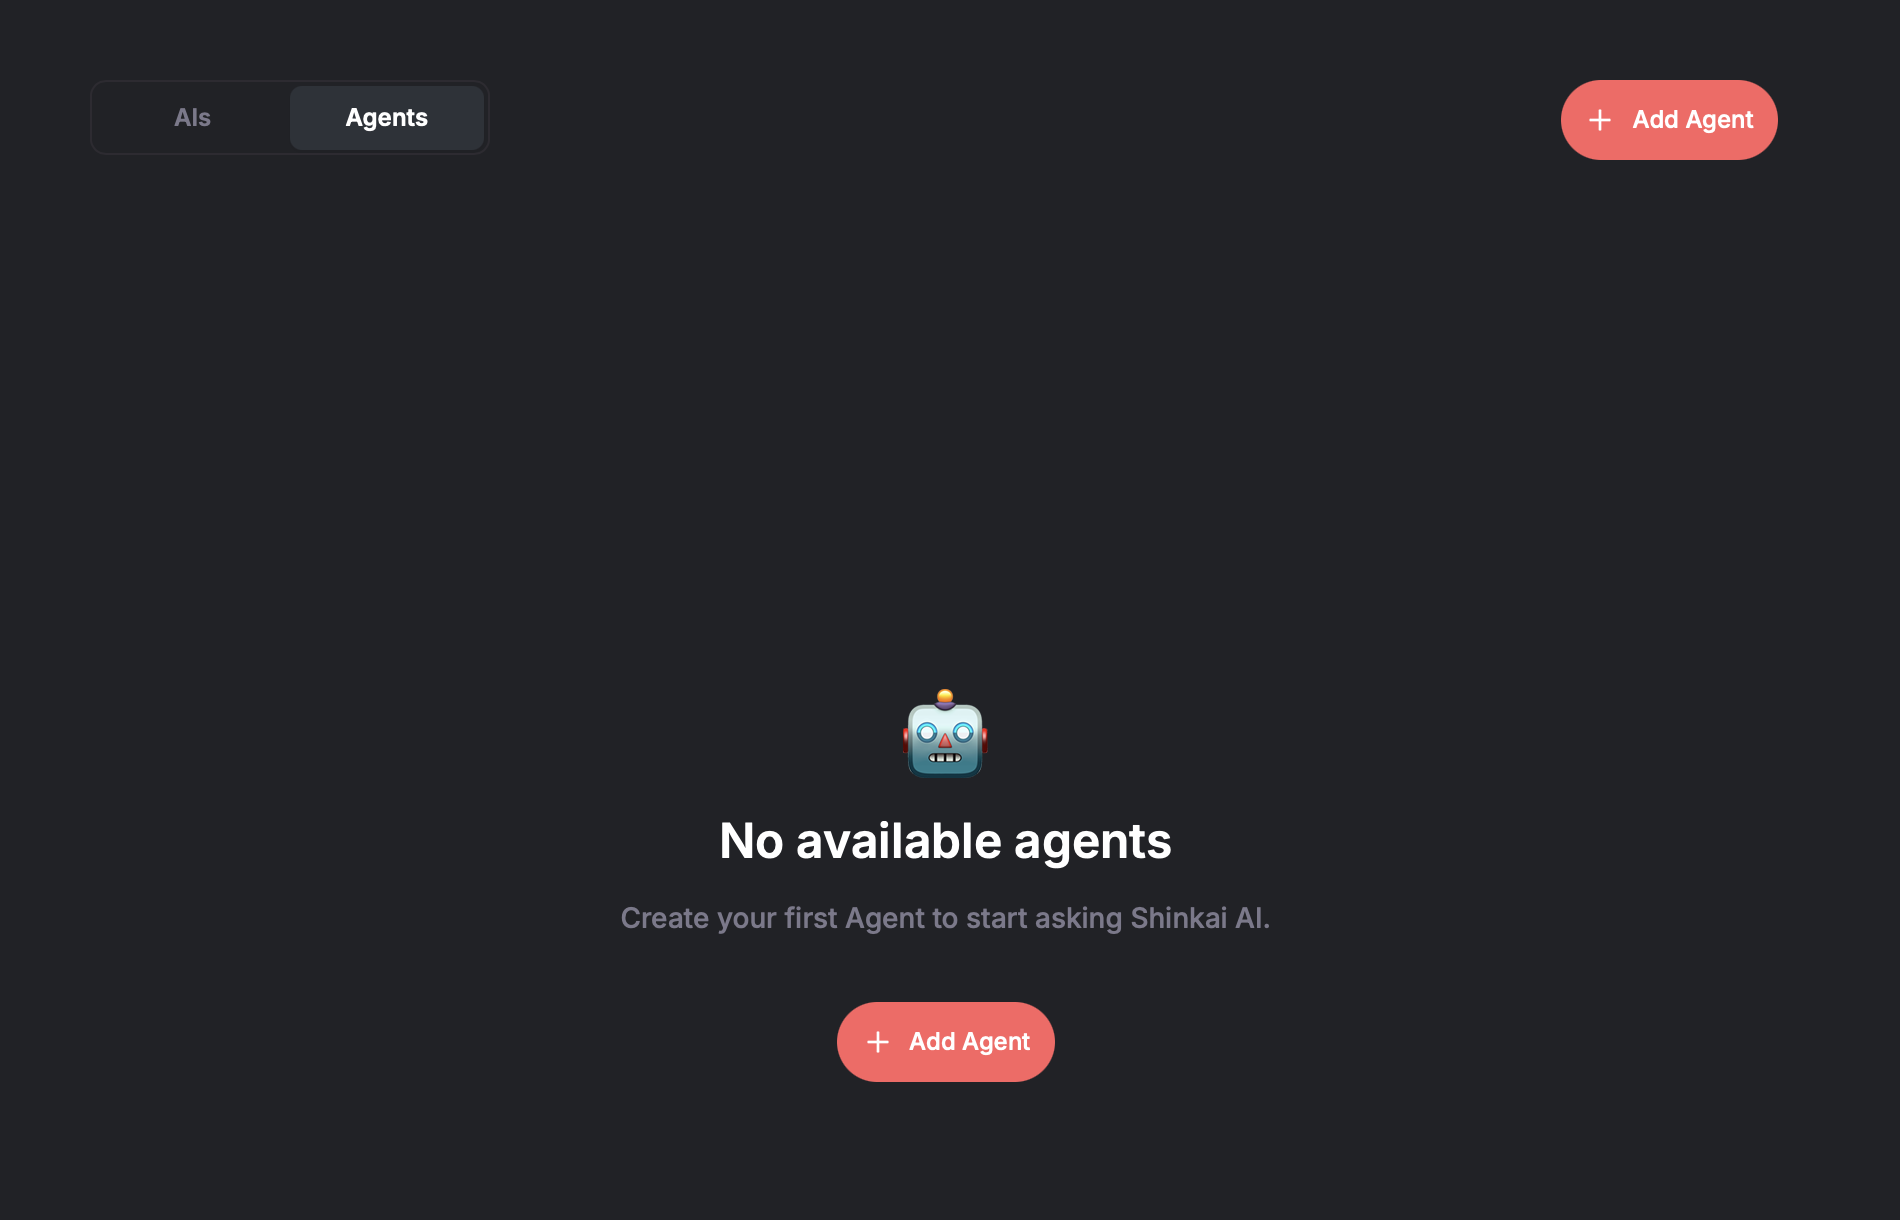 AIs
Agents
Add Agent
No available agents
Create your first Agent to start asking Shinkai AI.
Add Agent